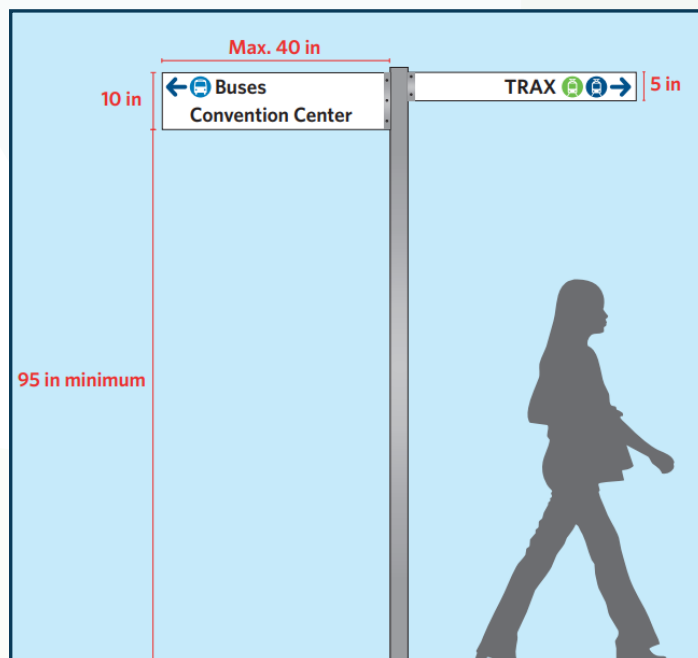 Max. 40 in
10 in
Buses
Convention Center
TRAX
5 in
95 in minimum